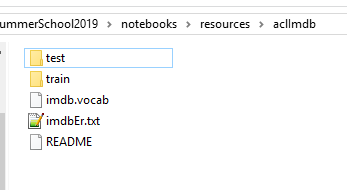 ummerSchool2019 › notebooks › resources › aclImdb
test
train
imdb.vocab
imdbEr.txt
README